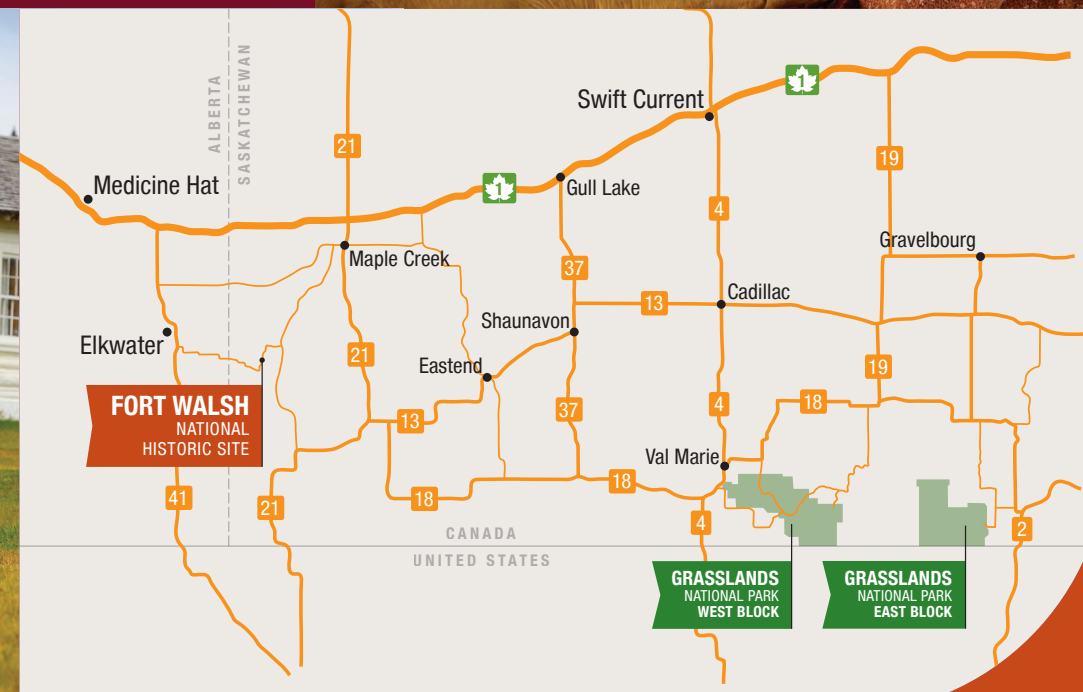 ALBERTA
SASKATCHEWAN
21
1
Swift Current
19
Medicine Hat
1
Gull Lake
4
Gravelbourg
Maple Creek
37
13
Cadillac
Shaunavon
Elkwater
21
Eastend
19
FORT WALSH
NATIONAL
HISTORIC SITE
13
37
4
18
Val Marie
41
21
18
18
4
2
CANADA
UNITED STATES
GRASSLANDS
NATIONAL PARK
WEST BLOCK
GRASSLANDS
NATIONAL PARK
EAST BLOCK